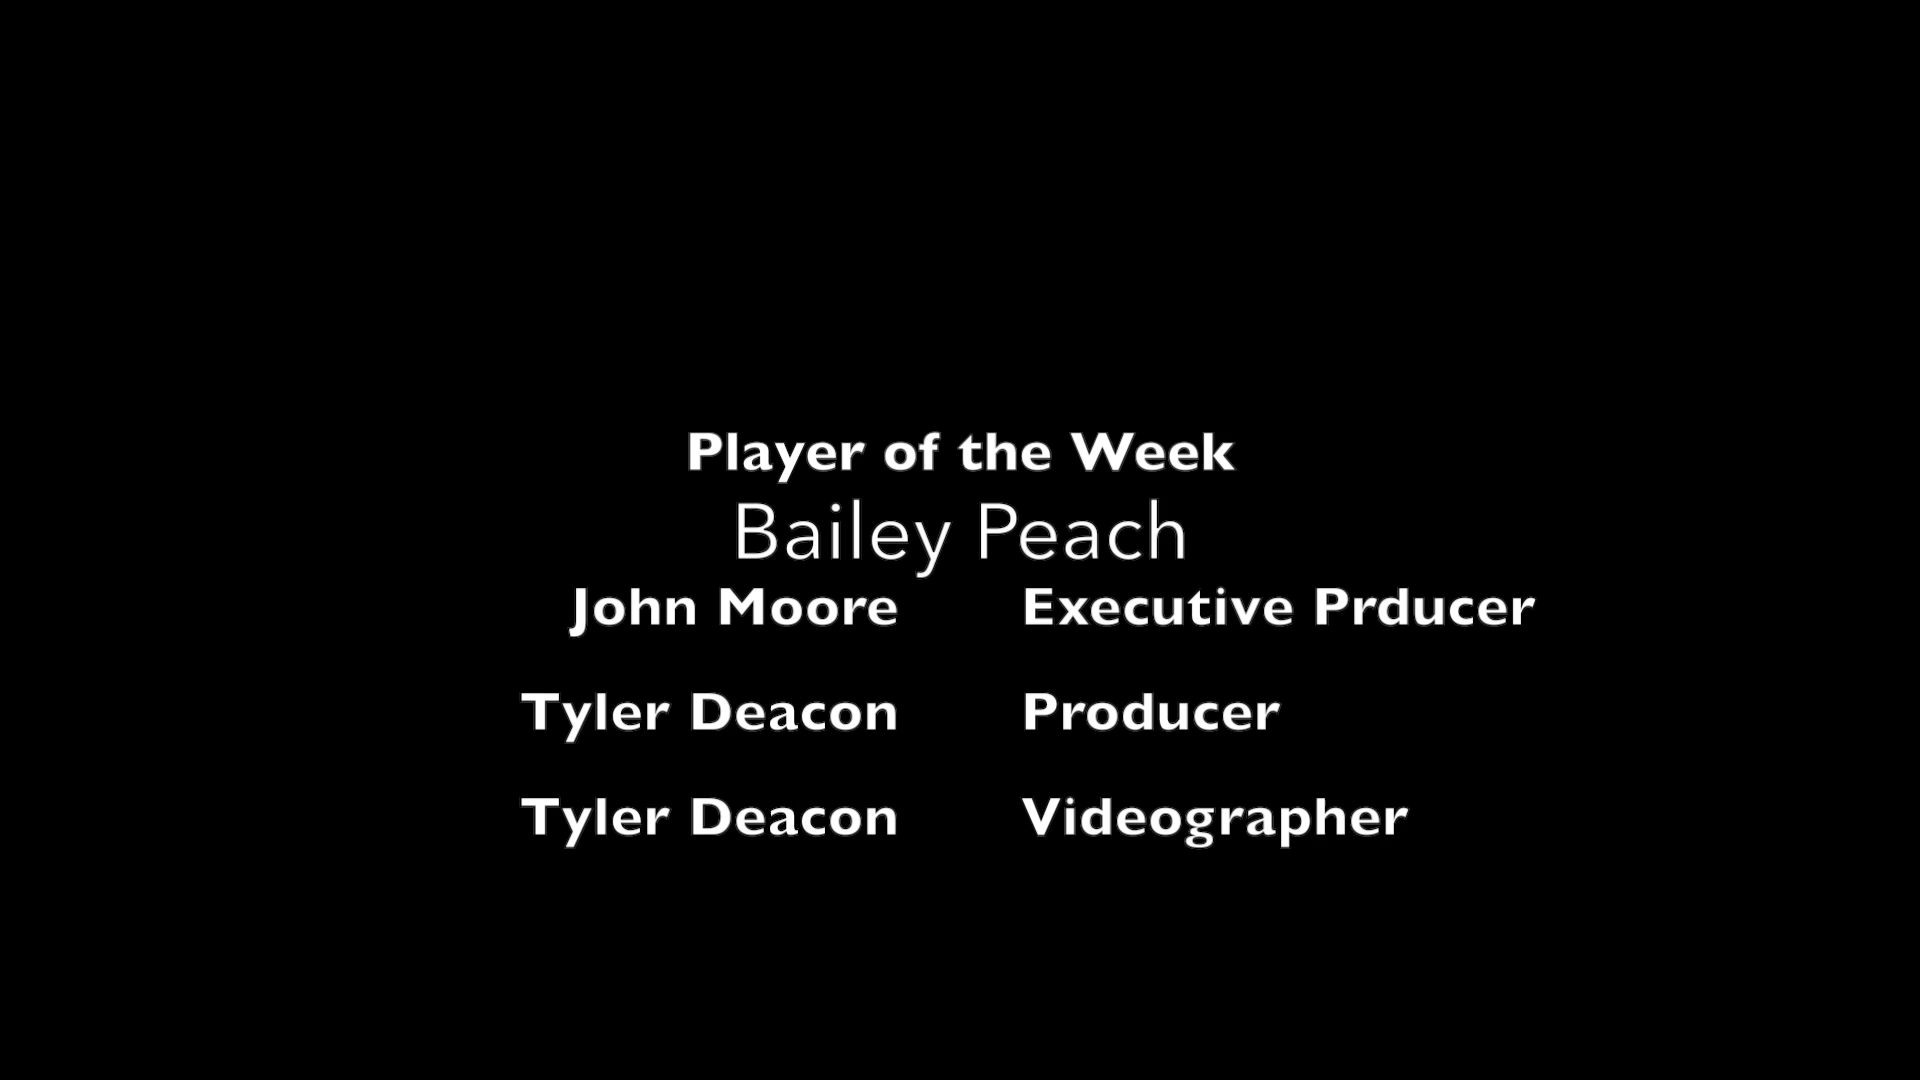 Player of the Week
Bailey Peach
John Moore Executive Prducer
Tyler Deacon Producer
Tyler Deacon Videographer